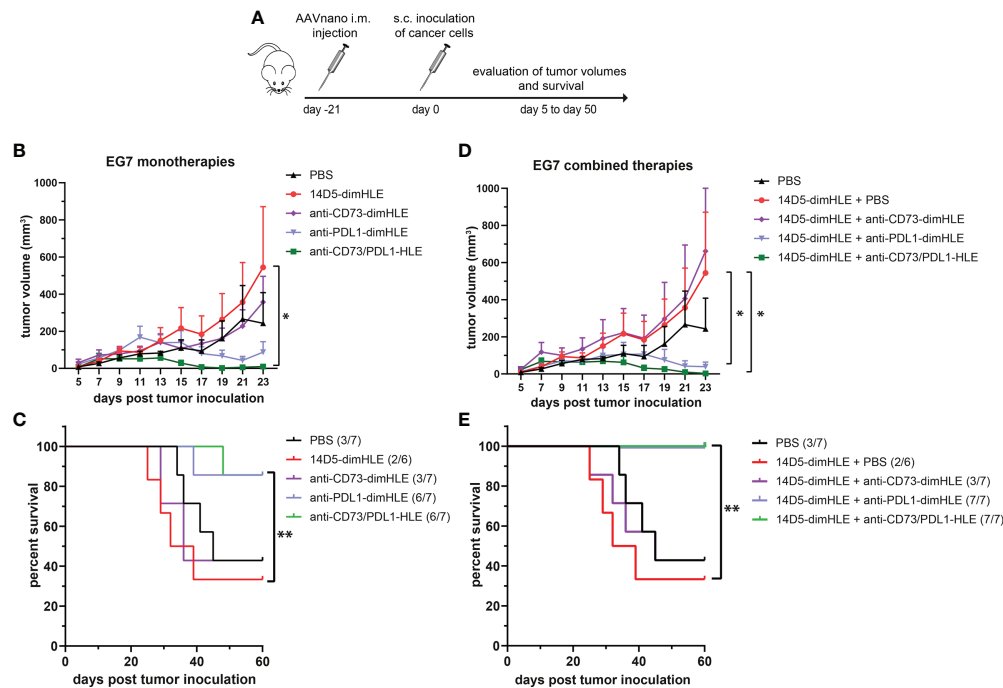 A
AAVnano i.m.
injection
s.c. inoculation
of cancer cells
evaluation of tumor volumes
and survival
day -21
day 0
day 5 to day 50
B
EG7 monotherapies
PBS
14D5-dimHLE
anti-CD73-dimHLE
anti-PDL1-dimHLE
anti-CD73/PDL1-HLE
tumor volume (mm³)
1000
800
600
400
200
0
*
5 7 9 11 13 15 17 19 21 23
days post tumor inoculation
D
EG7 combined therapies
PBS
14D5-dimHLE + PBS
14D5-dimHLE + anti-CD73-dimHLE
14D5-dimHLE + anti-PDL1-dimHLE
14D5-dimHLE + anti-CD73/PDL1-HLE
tumor volume (mm³)
1000
800
600
400
200
0
* *
5 7 9 11 13 15 17 19 21 23
days post tumor inoculation
C
PBS (3/7)
14D5-dimHLE (2/6)
anti-CD73-dimHLE (3/7)
anti-PDL1-dimHLE (6/7)
anti-CD73/PDL1-HLE (6/7)
percent survival
100
80
60
40
20
0
**
0 20 40 60
days post tumor inoculation
E
PBS (3/7)
14D5-dimHLE + PBS (2/6)
14D5-dimHLE + anti-CD73-dimHLE (3/7)
14D5-dimHLE + anti-PDL1-dimHLE (7/7)
14D5-dimHLE + anti-CD73/PDL1-HLE (7/7)
percent survival
100
80
60
40
20
0
**
0 20 40 60
days post tumor inoculation